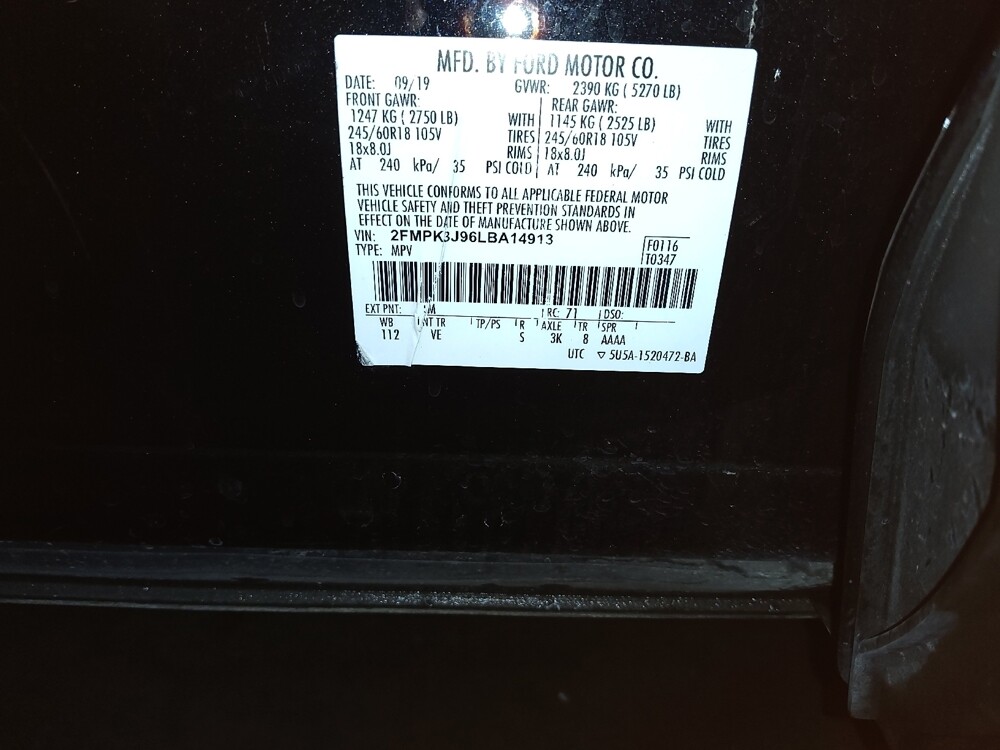 MFD. BY FORD MOTOR CO.
DATE: 09/19 GVWR: 2390 KG ( 5270 LB)
FRONT GAWR: REAR GAWR:
1247 KG ( 2750 LB) WITH 1145 KG ( 2525 LB) WITH
245/60R18 105V TIRES 245/60R18 105V TIRES
18x8.0J RIMS 18x8.0J RIMS
AT 240 kPa/ 35 PSI COLD AT 240 kPa/ 35 PSI COLD
THIS VEHICLE CONFORMS TO ALL APPLICABLE FEDERAL MOTOR
VEHICLE SAFETY AND THEFT PREVENTION STANDARDS IN
EFFECT ON THE DATE OF MANUFACTURE SHOWN ABOVE.
VIN: 2FMPK3J96LBA14913 F0116
TYPE: MPV T0347
EXT PNT: RC: 71 DSO:
WB INT TR TP/PS R AXLE TR SPR
112 VE S 3K 8 AAAA
UTC ▽ 5U5A-1520472-BA